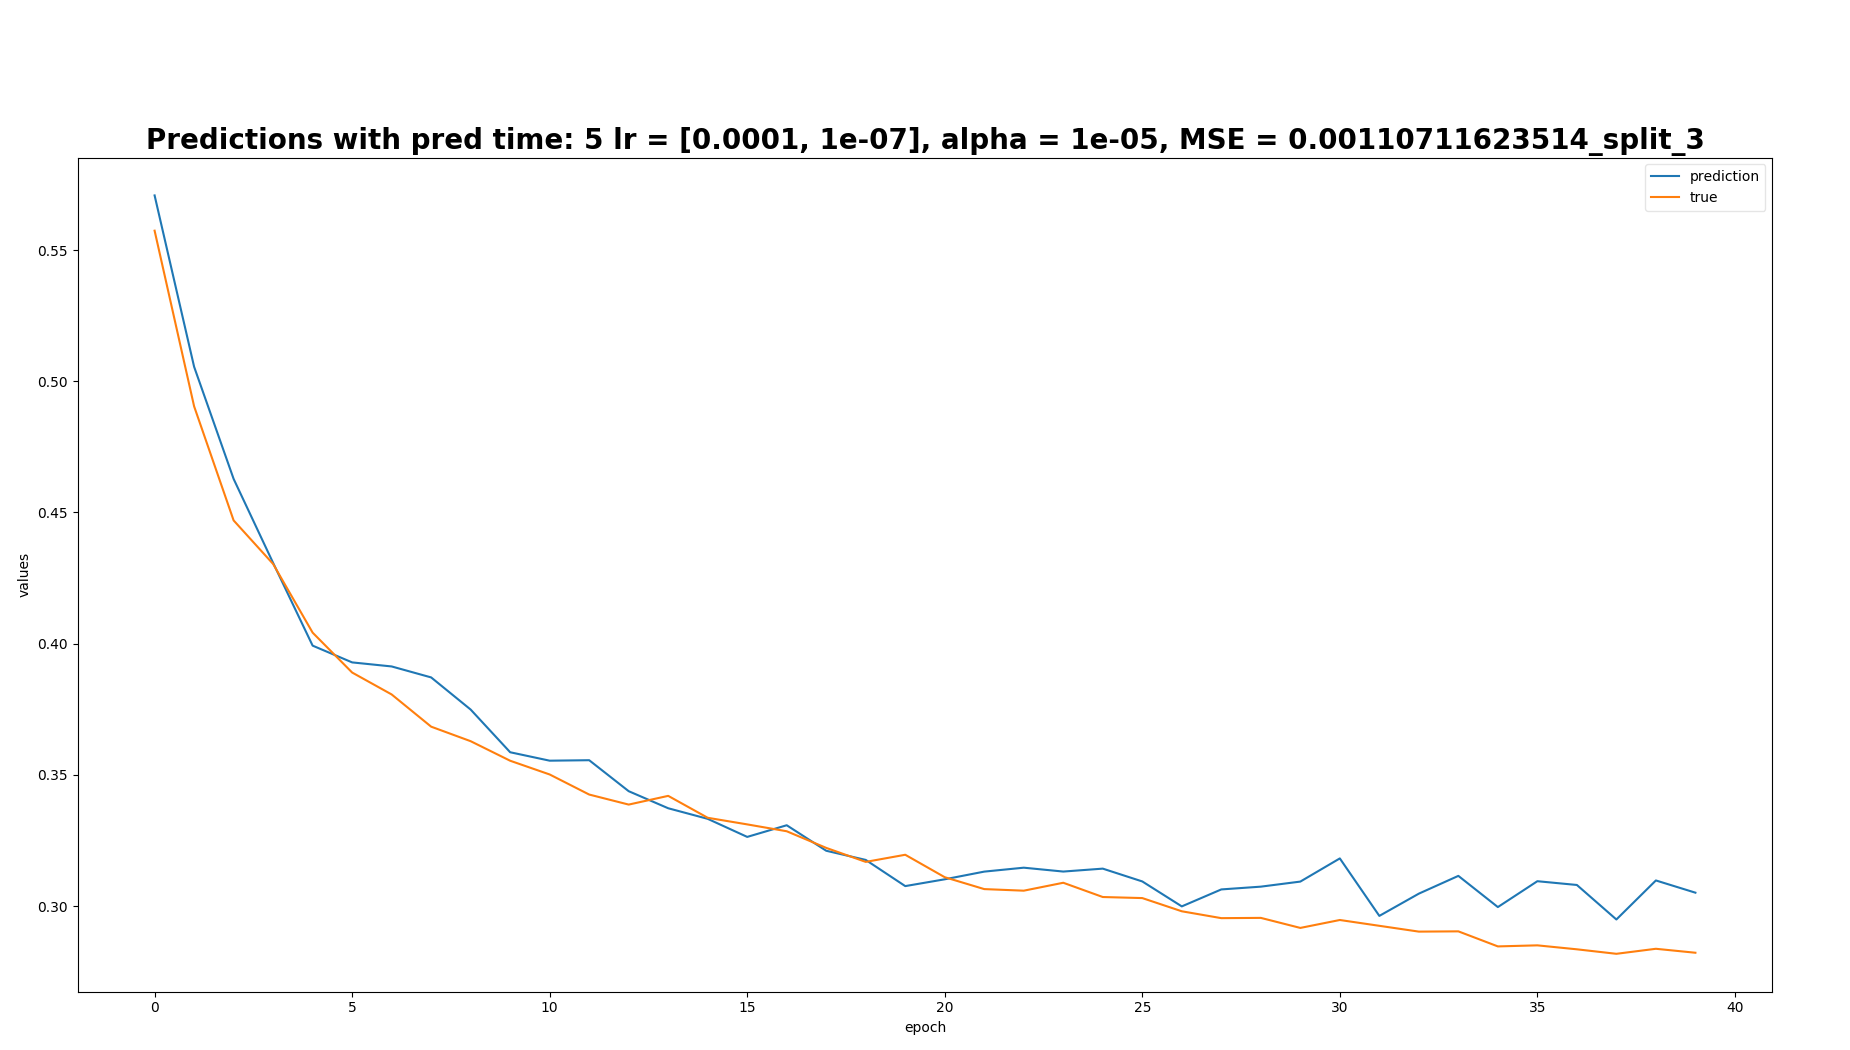 Predictions with pred time: 5 lr = [0.0001, 1e-07], alpha = 1e-05, MSE = 0.00110711623514_split_3
prediction
true
0.55
0.50
0.45
0.40
0.35
0.30
values
0 5 10 15 20 25 30 35 40
epoch